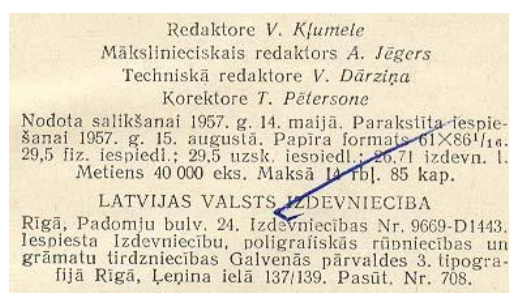 Redaktore V. Kļumele
Mākslinieciskais redaktors A. Jēgers
Techniskā redaktore V. Dārziņa
Korektore T. Pētersone
Nodota salikšanai 1957. g. 14. maijā. Parakstīta iespie-
šanai 1957. g. 15. augustā. Papīra formats 61×86 1/16.
29,5 fiz. iespiedl.; 29,5 uzsk. iespiedl.; 26,71 izdevn. l.
Metiens 40 000 eks. Maksā 14 rbļ. 85 kap.
LATVIJAS VALSTS IZDEVNIECĪBA
Rīgā, Padomju bulv. 24. Izdevniecības Nr. 9669-D1443.
Iespiesta Izdevniecību, poligrafiskās rūpniecības un
grāmatu tirdzniecības Galvenās pārvaldes 3. tipogra-
fijā Rīgā, Ļeņina ielā 137/139. Pasūt. Nr. 708.